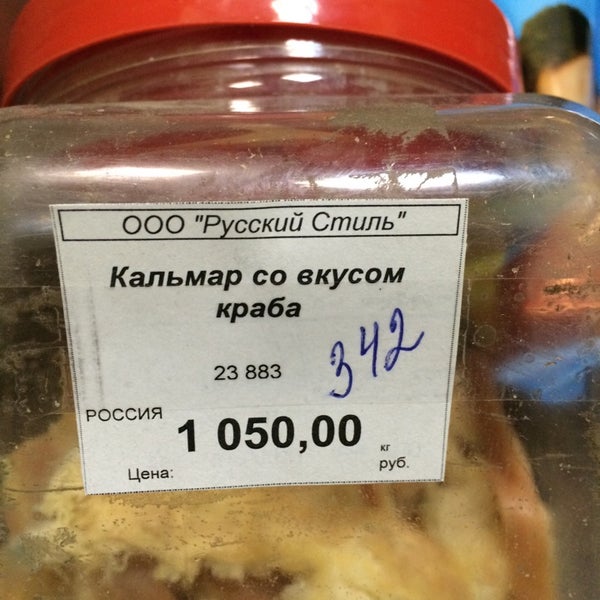 ООО "Русский Стиль"
Кальмар со вкусом
краба
342
23 883
РОССИЯ
1 050,00
кг
Цена:
руб.